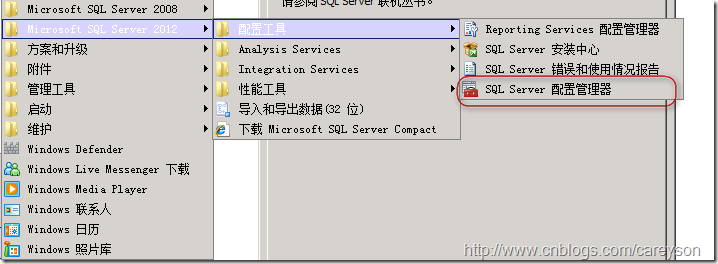 请参阅 SQL Server 联机丛书。
Microsoft SQL Server 2008
Microsoft SQL Server 2012
方案和升级
附件
管理工具
启动
维护
Windows Defender
Windows Live Messenger 下载
Windows Media Player
Windows 联系人
Windows 日历
Windows 照片库
配置工具
Analysis Services
Integration Services
性能工具
导入和导出数据(32 位)
下载 Microsoft SQL Server Compact
Reporting Services 配置管理器
SQL Server 安装中心
SQL Server 错误和使用情况报告
SQL Server 配置管理器
http://www.cnblogs.com/careyson